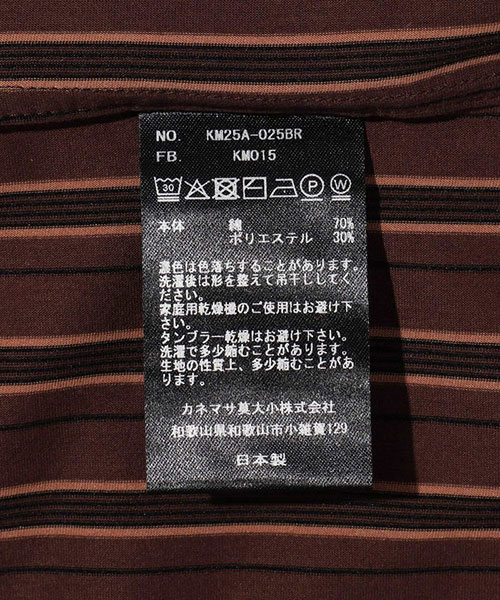 NO. KM25A-025BR
FB. KM015
30 P W
本体 綿 70%
ポリエステル 30%
濃色は色落ちすることがあります。
洗濯後は形を整えて吊干ししてく
ださい。
家庭用乾燥機のご使用はお避け下
さい。
タンブラー乾燥はお避け下さい。
洗濯で多少縮むことがあります。
生地の性質上、多少縮むことがあ
ります。
カネマサ莫大小株式会社
和歌山県和歌山市小雑賀129
日本製